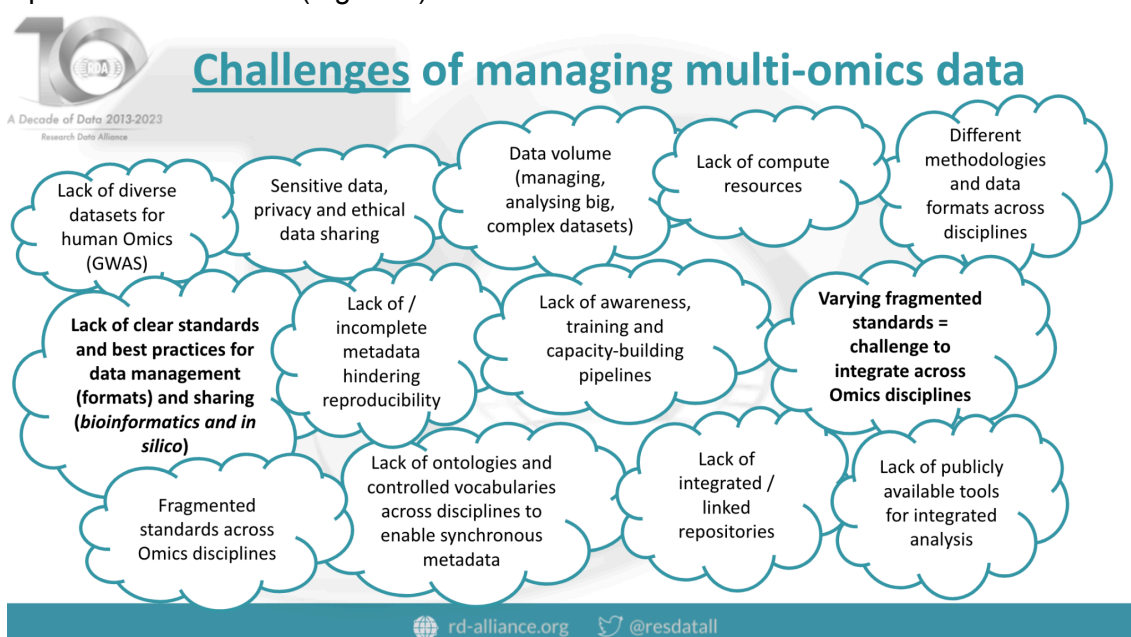 RDA
A Decade of Data 2013-2023
Research Data Alliance
Challenges of managing multi-omics data
Lack of diverse
datasets for
human Omics
(GWAS)
Sensitive data,
privacy and ethical
data sharing
Data volume
(managing,
analysing big,
complex datasets)
Lack of compute
resources
Different
methodologies
and data
formats across
disciplines
Lack of clear standards
and best practices for
data management
(formats) and sharing
(bioinformatics and in
silico)
Lack of /
incomplete
metadata
hindering
reproducibility
Lack of awareness,
training and
capacity-building
pipelines
Varying fragmented
standards =
challenge to
integrate across
Omics disciplines
Fragmented
standards across
Omics disciplines
Lack of ontologies and
controlled vocabularies
across disciplines to
enable synchronous
metadata
Lack of
integrated /
linked
repositories
Lack of publicly
available tools
for integrated
analysis
rd-alliance.org @resdatall